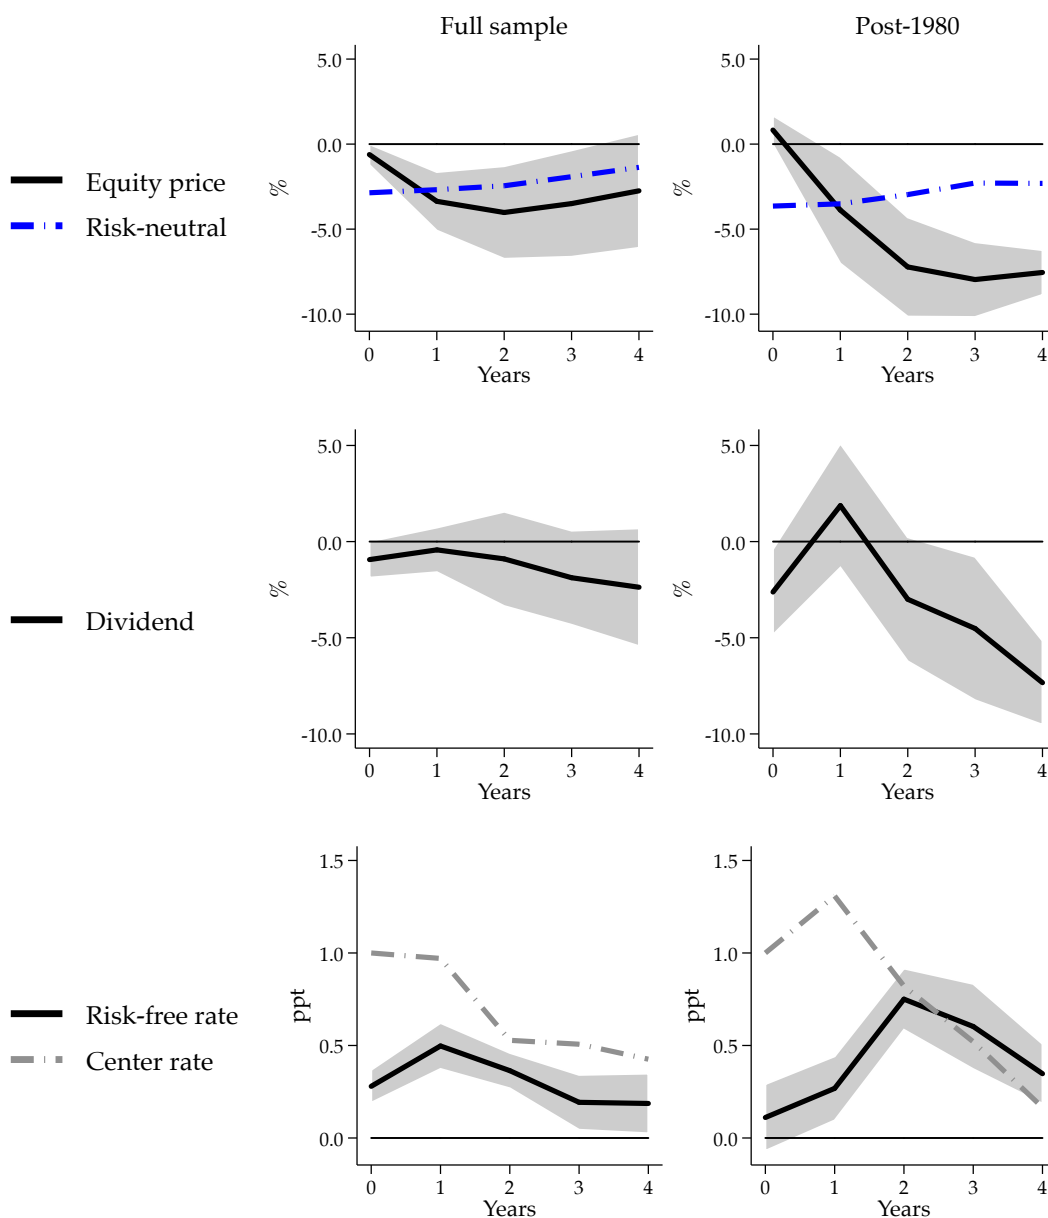 Full sample
Post-1980
Equity price
Risk-neutral
5.0
0.0
-5.0
-10.0
%
0 1 2 3 4
Years
5.0
0.0
-5.0
-10.0
%
0 1 2 3 4
Years
Dividend
5.0
0.0
-5.0
-10.0
%
0 1 2 3 4
Years
5.0
0.0
-5.0
-10.0
%
0 1 2 3 4
Years
Risk-free rate
Center rate
1.5
1.0
0.5
0.0
ppt
0 1 2 3 4
Years
1.5
1.0
0.5
0.0
ppt
0 1 2 3 4
Years